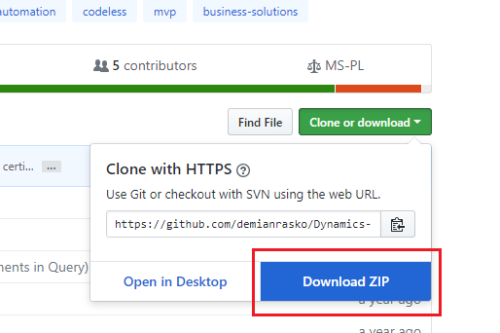 automation codeless mvp business-solutions
5 contributors MS-PL
Find File Clone or download
certi... ...
Clone with HTTPS
Use Git or checkout with SVN using the web URL.
https://github.com/demianrasko/Dynamics-
ments in Query)
Open in Desktop Download ZIP
a year ago
a year ago